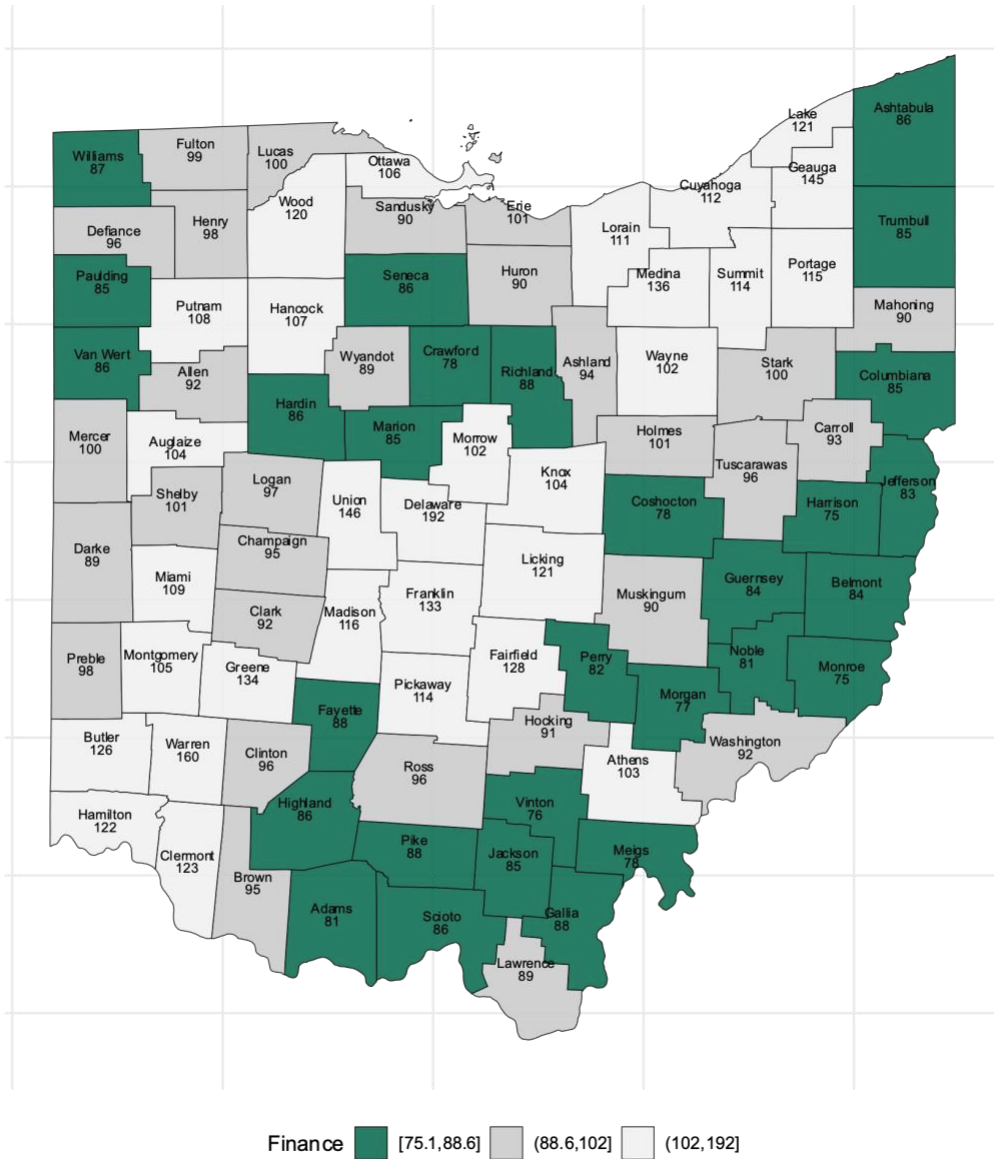 Lake
121
Ashtabula
86
Williams
87
Fulton
99
Lucas
100
Ottawa
106
Geauga
145
Cuyahoga
112
Wood
120
Sandusky
90
Erie
101
Henry
98
Defiance
96
Lorain
111
Trumbull
85
Paulding
85
Seneca
86
Huron
90
Medina
136
Summit
114
Portage
115
Putnam
108
Hancock
107
Mahoning
90
Van Wert
86
Allen
92
Wyandot
89
Crawford
78
Richland
88
Ashland
94
Wayne
102
Stark
100
Columbiana
85
Hardin
86
Marion
85
Mercer
100
Auglaize
104
Morrow
102
Holmes
101
Carroll
93
Tuscarawas
96
Logan
97
Shelby
101
Union
146
Delaware
192
Knox
104
Coshocton
78
Harrison
75
Jefferson
83
Darke
89
Champaign
95
Miami
109
Licking
121
Franklin
133
Muskingum
90
Guernsey
84
Belmont
84
Clark
92
Madison
116
Preble
98
Montgomery
105
Greene
134
Pickaway
114
Fairfield
128
Perry
82
Noble
81
Monroe
75
Morgan
77
Fayette
88
Hocking
91
Washington
92
Butler
126
Warren
160
Clinton
96
Ross
96
Athens
103
Hamilton
122
Highland
86
Vinton
76
Clermont
123
Pike
88
Jackson
85
Meigs
78
Brown
95
Adams
81
Scioto
86
Gallia
88
Lawrence
89
Finance [75.1,88.6] (88.6,102] (102,192]